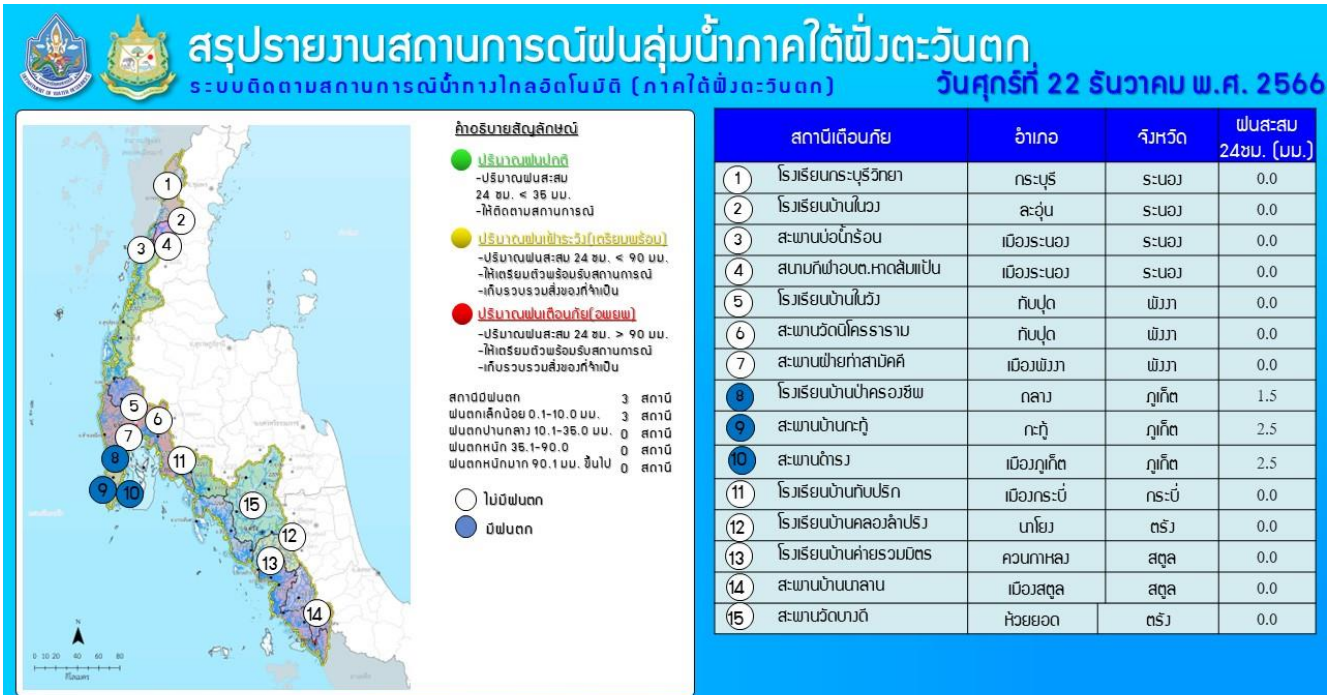 สรุปรายงานสถานการณ์ฝนลุ่มน้ำภาคใต้ฝั่งตะวันตก
ระบบติดตามสถานการณ์น้ำทางไกลอัตโนมัติ (ภาคใต้ฝั่งตะวันตก)
วันศุกร์ที่ 22 ธันวาคม พ.ศ. 2566
คำอธิบายสัญลักษณ์
ปริมาณฝนปกติ
-ปริมาณฝนสะสม
24 ชม. < 35 มม.
-ให้ติดตามสถานการณ์
ปริมาณฝนเฝ้าระวัง(เตรียมพร้อม)
-ปริมาณฝนสะสม 24 ชม. < 90 มม.
-ให้เตรียมตัวพร้อมรับสถานการณ์
-เก็บรวบรวมสิ่งของที่จำเป็น
ปริมาณฝนเตือนภัย(อพยพ)
-ปริมาณฝนสะสม 24 ชม. > 90 มม.
-ให้เตรียมตัวพร้อมรับสถานการณ์
-เก็บรวบรวมสิ่งของที่จำเป็น
สถานีมีฝนตก 3 สถานี
ฝนตกเล็กน้อย 0.1-10.0 มม. 3 สถานี
ฝนตกปานกลาง 10.1-35.0 มม. 0 สถานี
ฝนตกหนัก 35.1-90.0 0 สถานี
ฝนตกหนักมาก 90.1 มม. ขึ้นไป 0 สถานี
ไม่มีฝนตก
มีฝนตก
1
2
3
4
5
6
7
8
9
10
11
15
12
13
14
N
0 10 20 40 60 80
กิโลเมตร
สถานีเตือนภัย อำเภอ จังหวัด ฝนสะสม 24ชม. (มม.)
1 โรงเรียนกระบุรีวิทยา กระบุรี ระนอง 0.0
2 โรงเรียนบ้านในวง ละอุ่น ระนอง 0.0
3 สะพานบ่อน้ำร้อน เมืองระนอง ระนอง 0.0
4 สนามกีฬาอบต.หาดส้มแป้น เมืองระนอง ระนอง 0.0
5 โรงเรียนบ้านในวัง ทับปุด พังงา 0.0
6 สะพานวัดนิโครธาราม ทับปุด พังงา 0.0
7 สะพานฝ่ายท่าสามัคคี เมืองพังงา พังงา 0.0
8 โรงเรียนบ้านป่าครองชีพ ถลาง ภูเก็ต 1.5
9 สะพานบ้านกะทู้ กะทู้ ภูเก็ต 2.5
10 สะพานดำรง เมืองภูเก็ต ภูเก็ต 2.5
11 โรงเรียนบ้านทับปริก เมืองกระบี่ กระบี่ 0.0
12 โรงเรียนบ้านคลองลำปริง นาโยง ตรัง 0.0
13 โรงเรียนบ้านค่ายรวมมิตร ควนกาหลง สตูล 0.0
14 สะพานบ้านนาลาน เมืองสตูล สตูล 0.0
15 สะพานวัดบางดี ห้วยยอด ตรัง 0.0